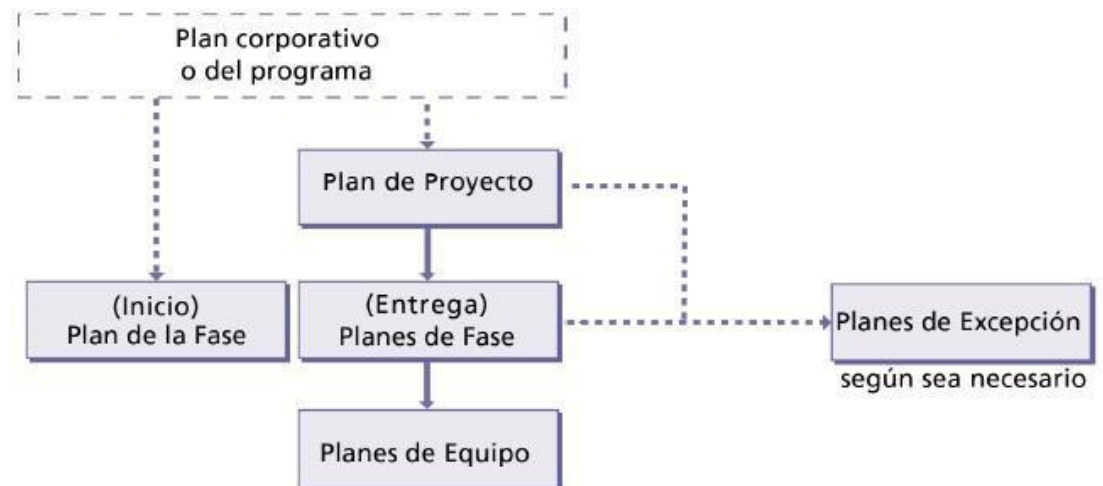 Plan corporativo
o del programa
Plan de Proyecto
(Inicio)
Plan de la Fase
(Entrega)
Planes de Fase
Planes de Excepción
según sea necesario
Planes de Equipo